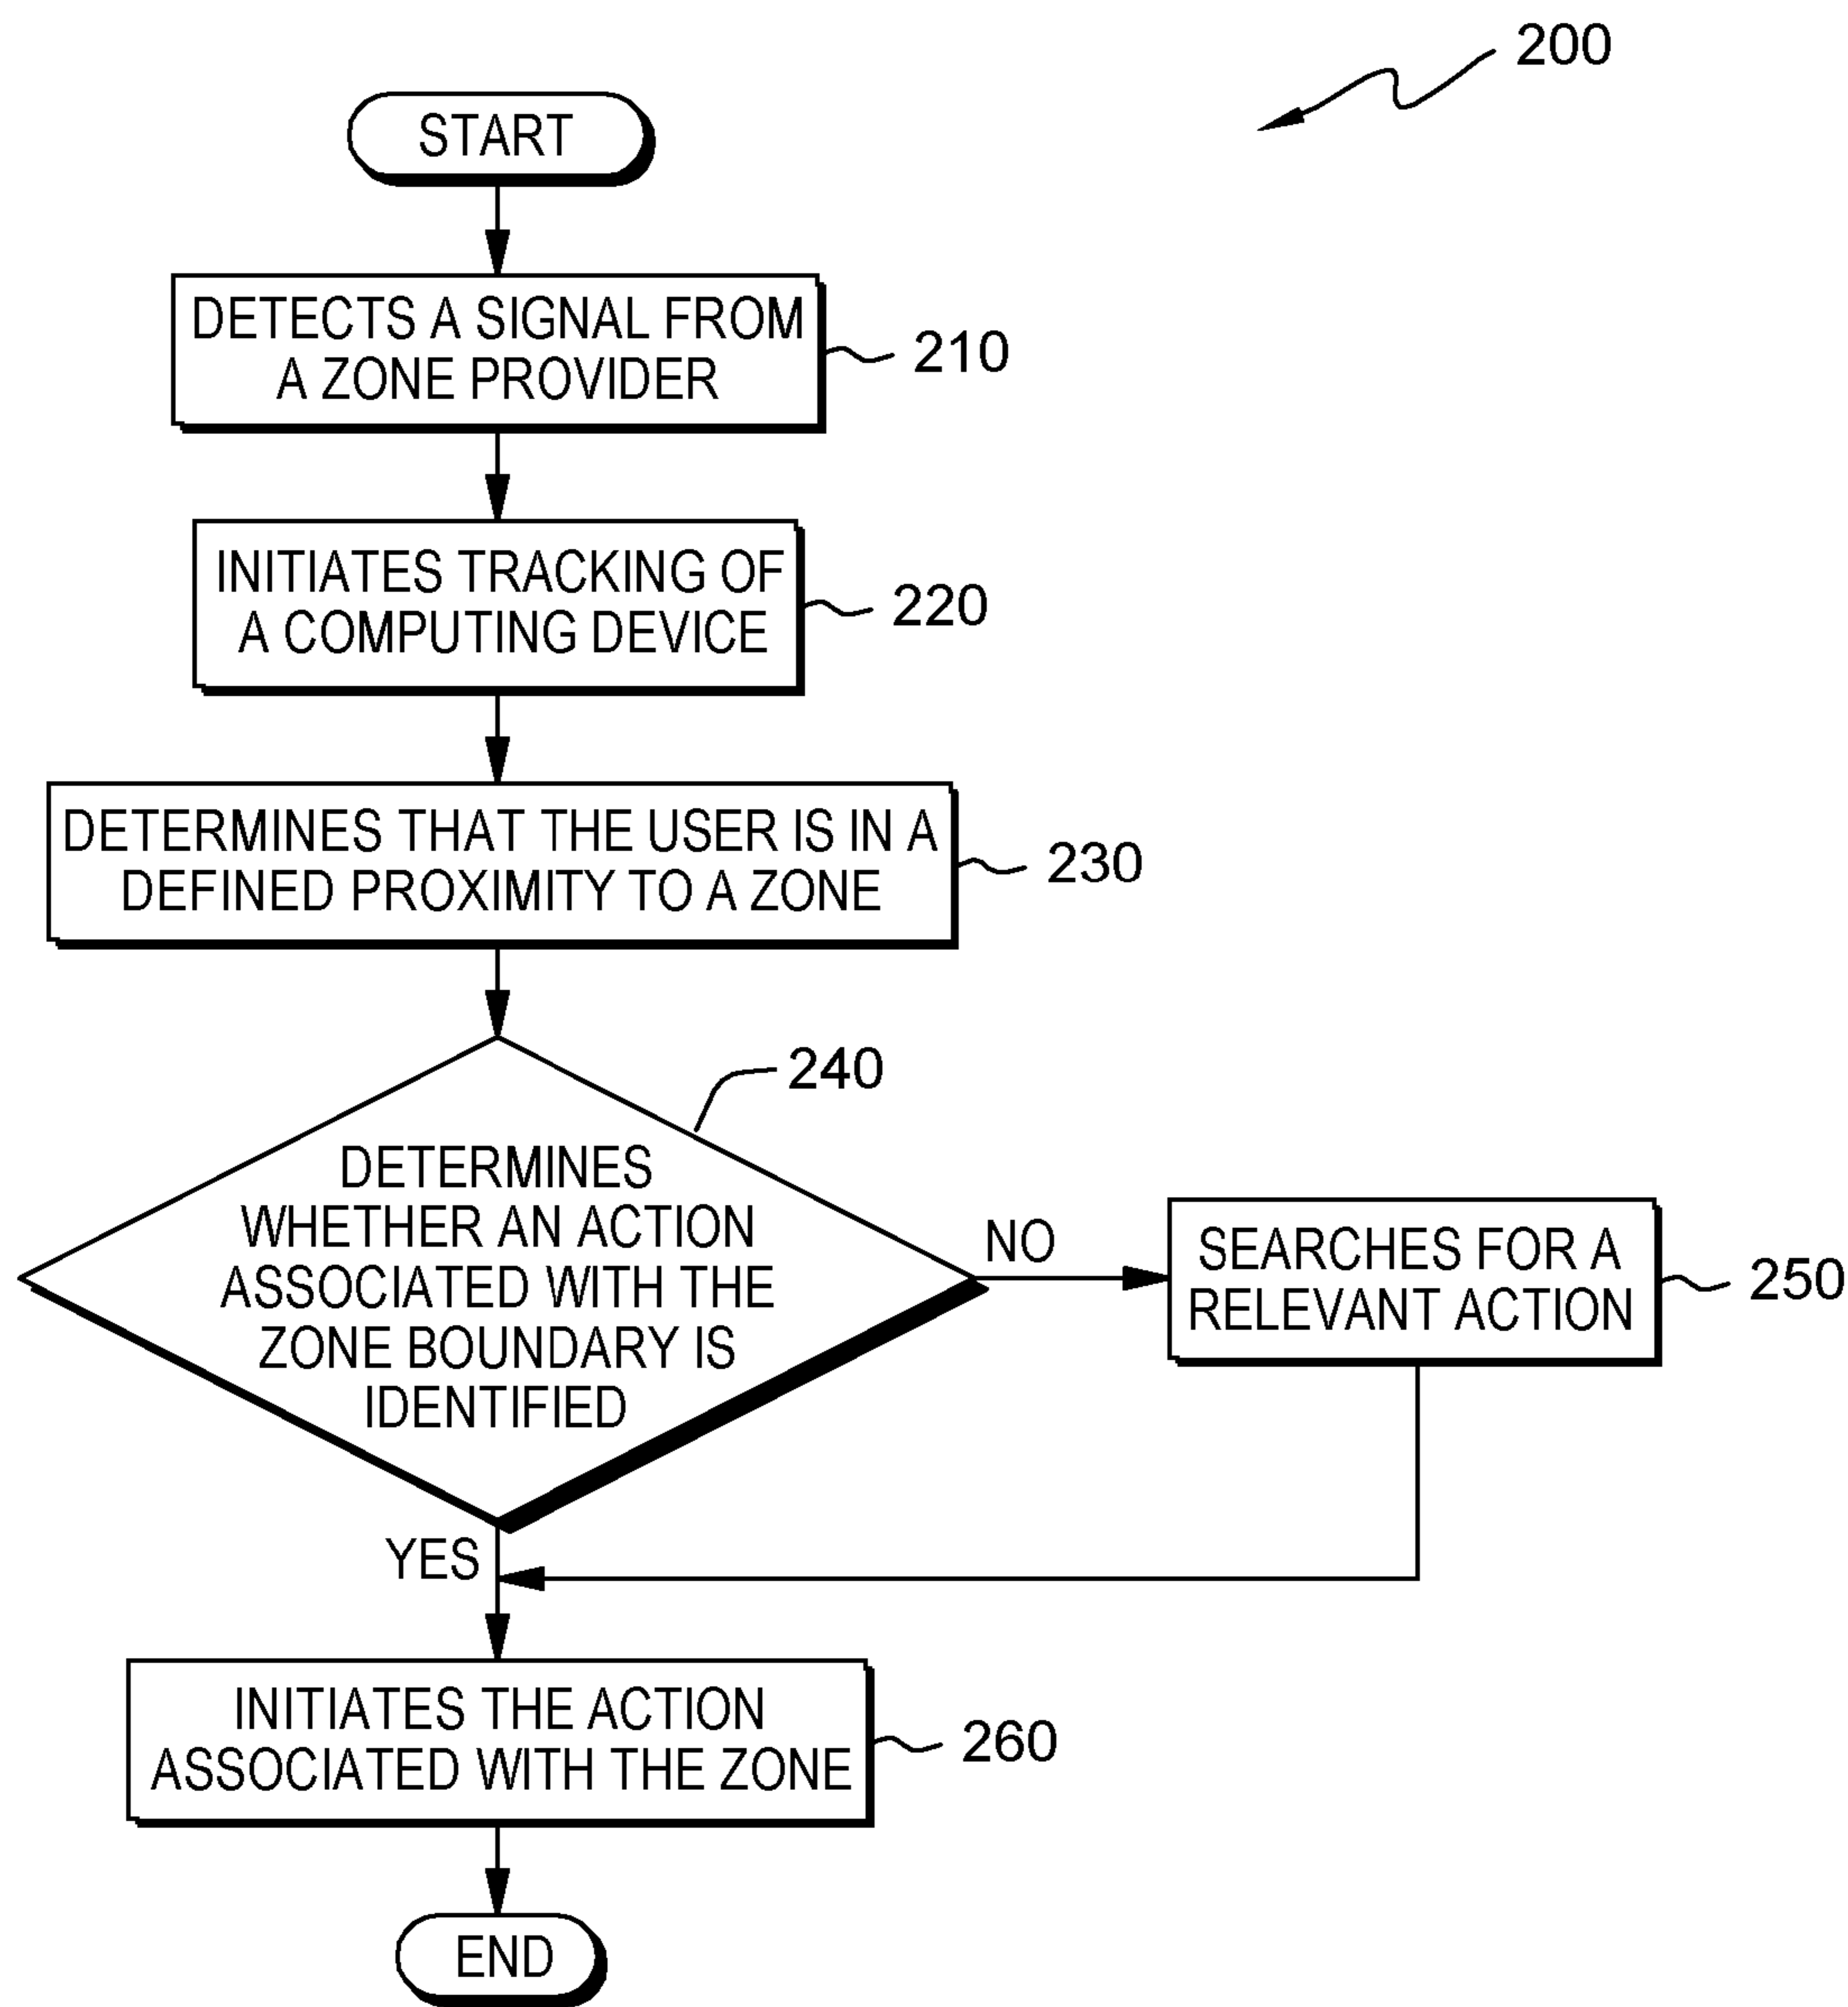 200
START
DETECTS A SIGNAL FROM
A ZONE PROVIDER
210
INITIATES TRACKING OF
A COMPUTING DEVICE
220
DETERMINES THAT THE USER IS IN A
DEFINED PROXIMITY TO A ZONE
230
240
DETERMINES
WHETHER AN ACTION
ASSOCIATED WITH THE
ZONE BOUNDARY IS
IDENTIFIED
NO
SEARCHES FOR A
RELEVANT ACTION
250
YES
INITIATES THE ACTION
ASSOCIATED WITH THE ZONE
260
END